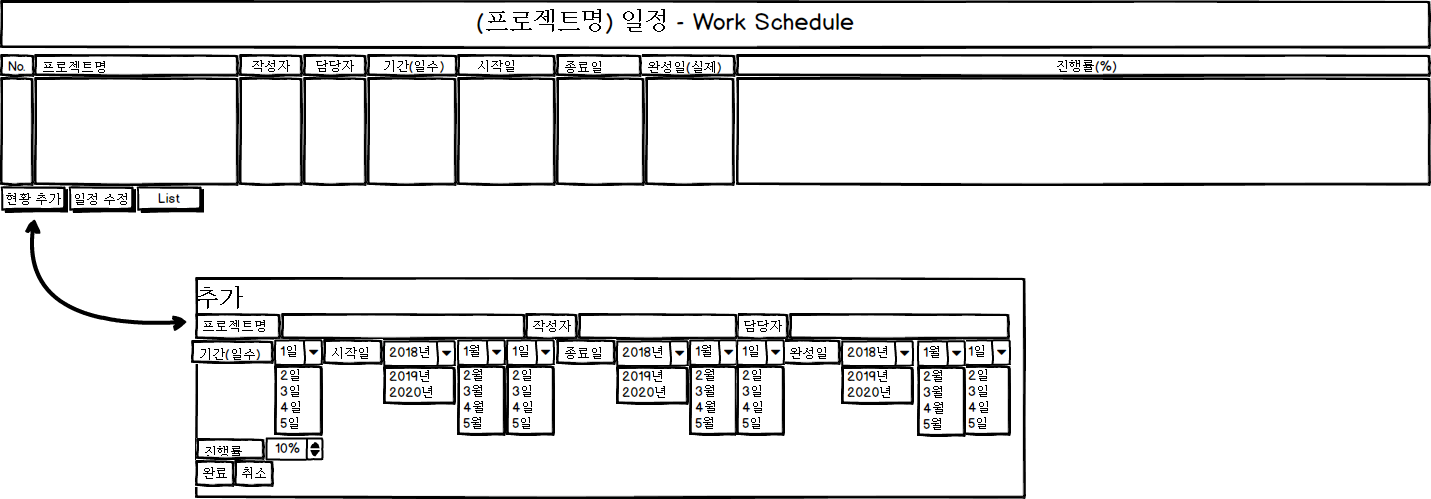 (프로젝트명) 일정 - Work Schedule
No. 프로젝트명 작성자 담당자 기간(일수) 시작일 종료일 완성일(실제) 진행률(%)
현황 추가 일정 수정 List
추가
프로젝트명 작성자 담당자
기간(일수) 1일 시작일 2018년 1월 1일 종료일 2018년 1월 1일 완성일 2018년 1월 1일
2일 2019년 2월 2일 2019년 2월 2일 2019년 2월 2일
3일 2020년 3월 3일 2020년 3월 3일 2020년 3월 3일
4일 4월 4일 4월 4일 4월 4일
5일 5월 5일 5월 5일 5월 5일
진행률 10%
완료 취소